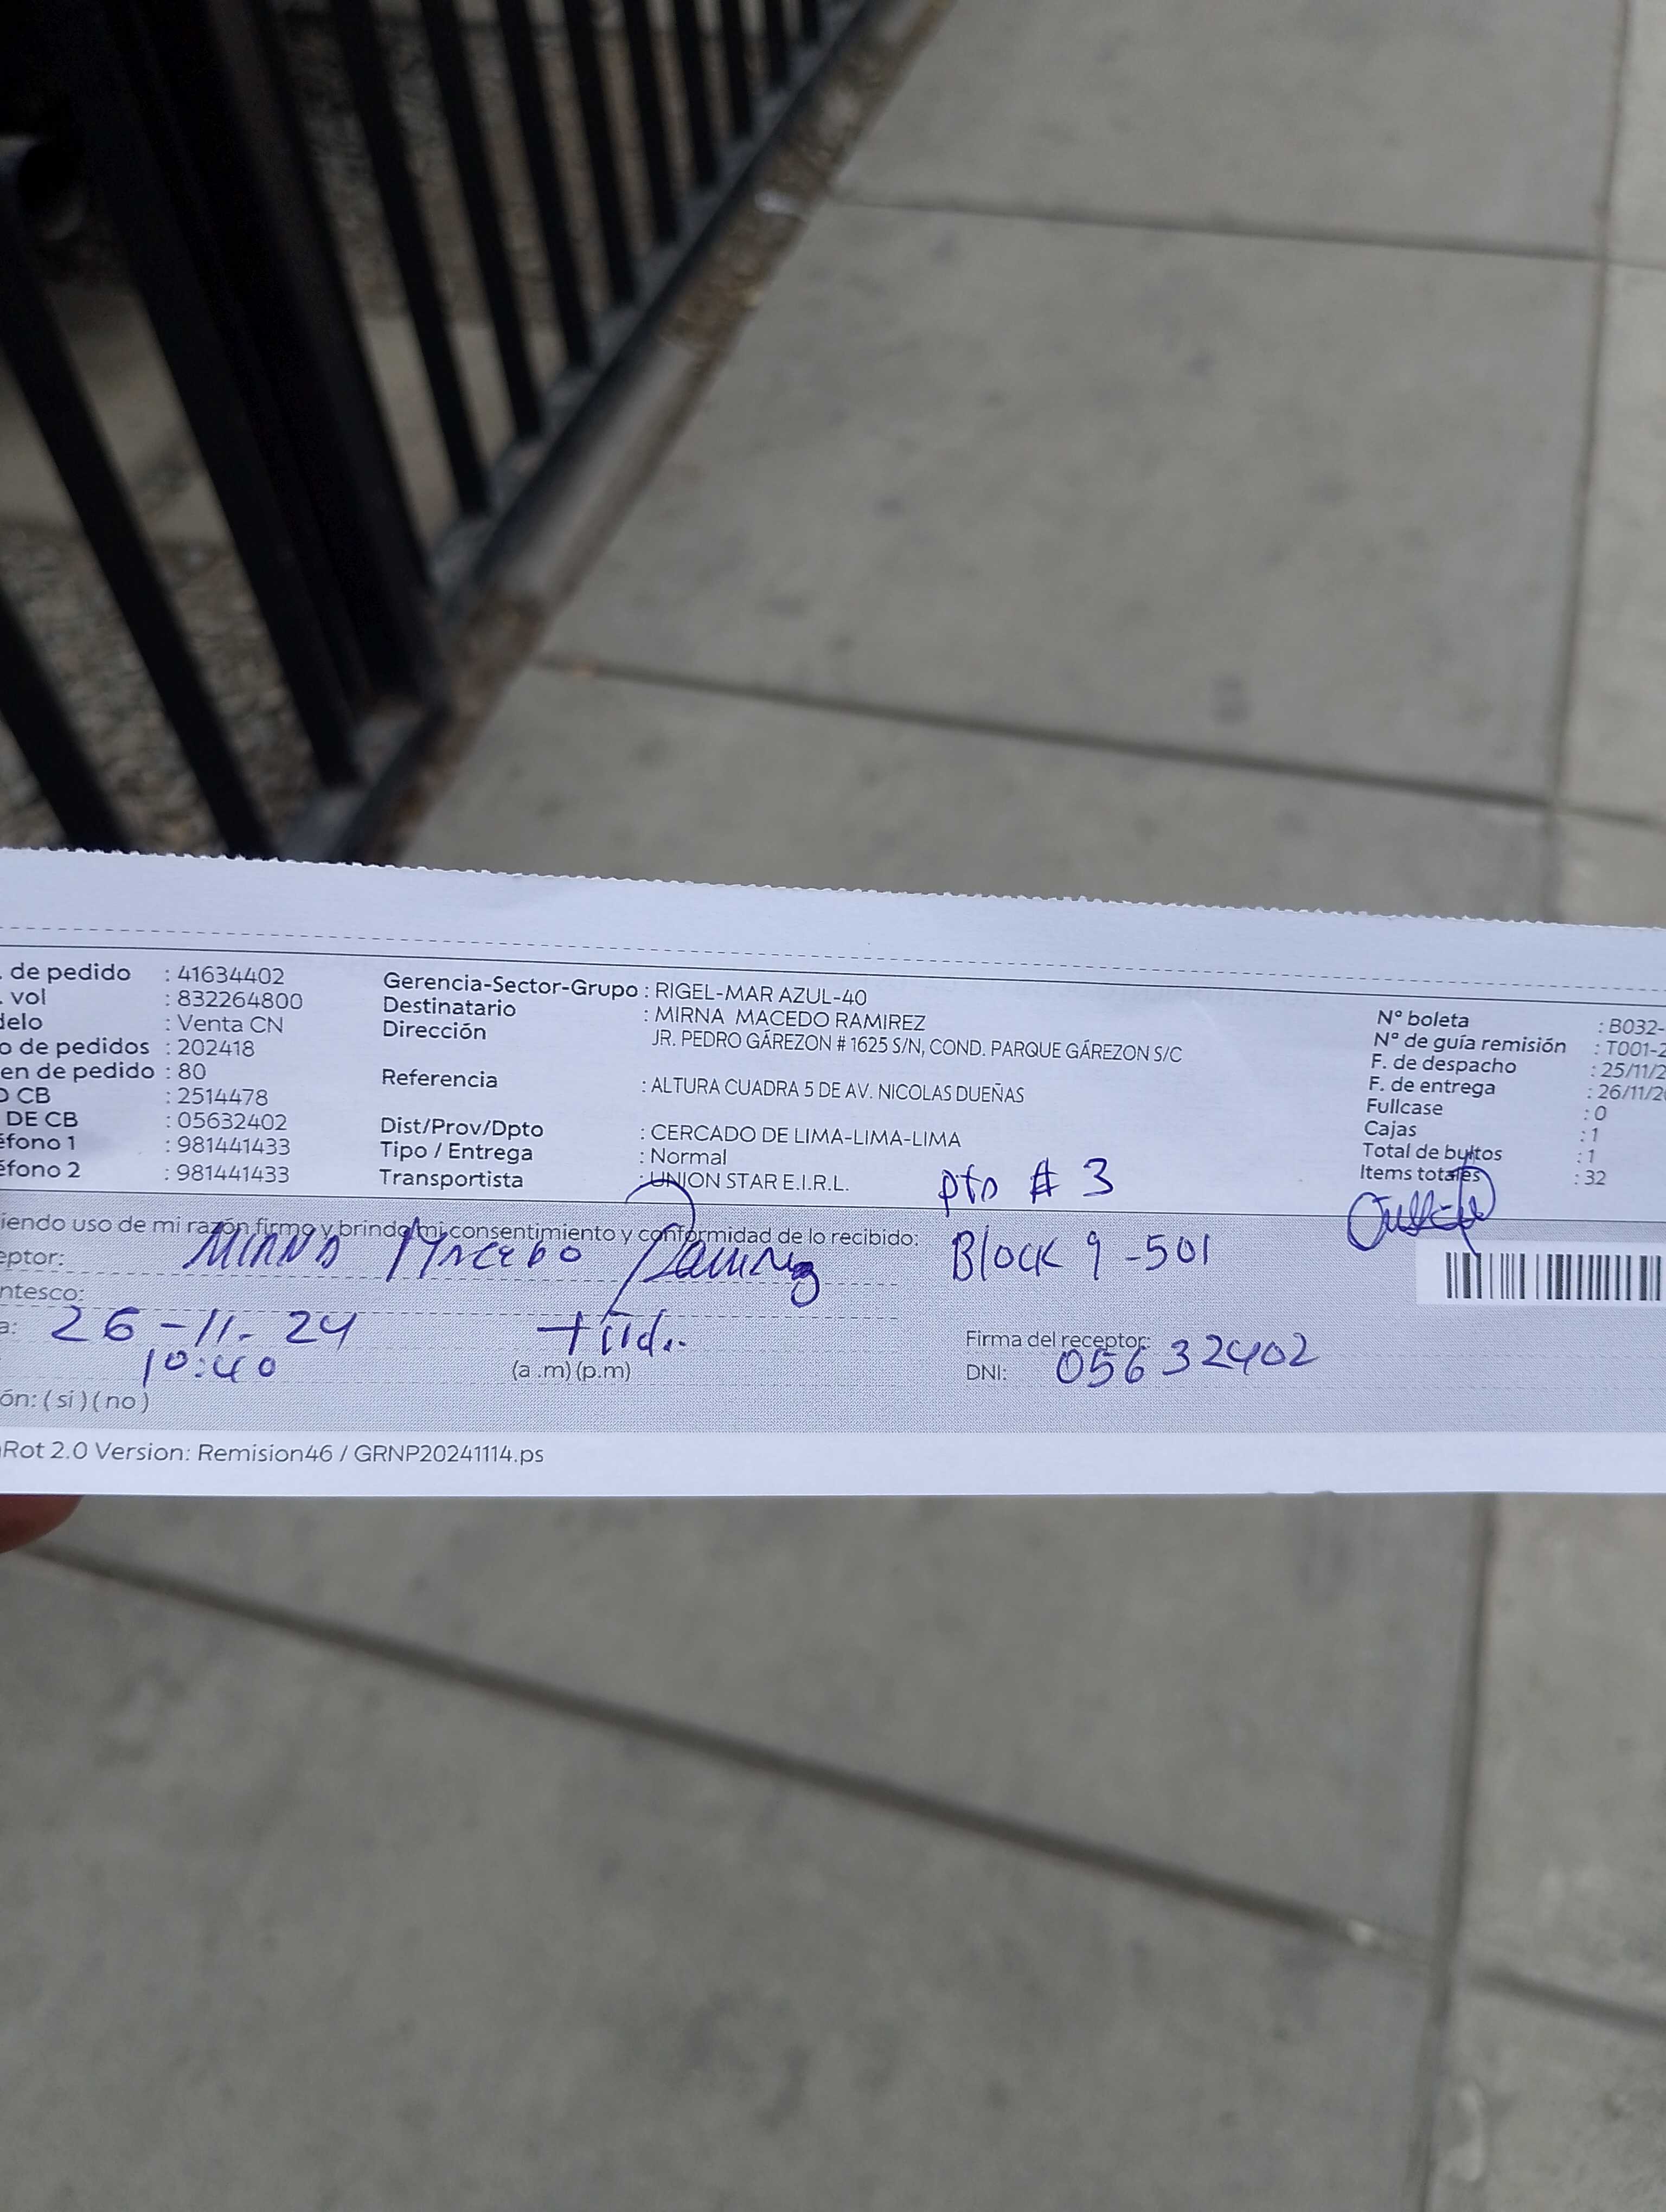 . de pedido : 41634402
. vol : 832264800
delo : Venta CN
o de pedidos : 202418
en de pedido : 80
O CB : 2514478
DE CB : 05632402
éfono 1 : 981441433
éfono 2 : 981441433
Gerencia-Sector-Grupo : RIGEL-MAR AZUL-40
Destinatario : MIRNA MACEDO RAMIREZ
Dirección JR. PEDRO GÁREZON # 1625 S/N, COND. PARQUE GÁREZON S/C
Referencia : ALTURA CUADRA 5 DE AV. NICOLAS DUEÑAS
Dist/Prov/Dpto : CERCADO DE LIMA-LIMA-LIMA
Tipo / Entrega : Normal
Transportista : UNION STAR E.I.R.L.
N° boleta : B032-
N° de guía remisión : T001-2
F. de despacho : 25/11/2
F. de entrega : 26/11/20
Fullcase : 0
Cajas : 1
Total de bultos : 1
Items totales : 32
pto # 3
iendo uso de mi razón firmo y brindo mi consentimiento y conformidad de lo recibido:
eptor: MIRNA MACEDO Ramirez
Block 9 -501
ntesco:
a: 26-11-24
10:40
(a .m) (p.m)
Firma del receptor:
DNI: 05632402
ón: ( si ) ( no )
Rot 2.0 Version: Remision46 / GRNP20241114.ps